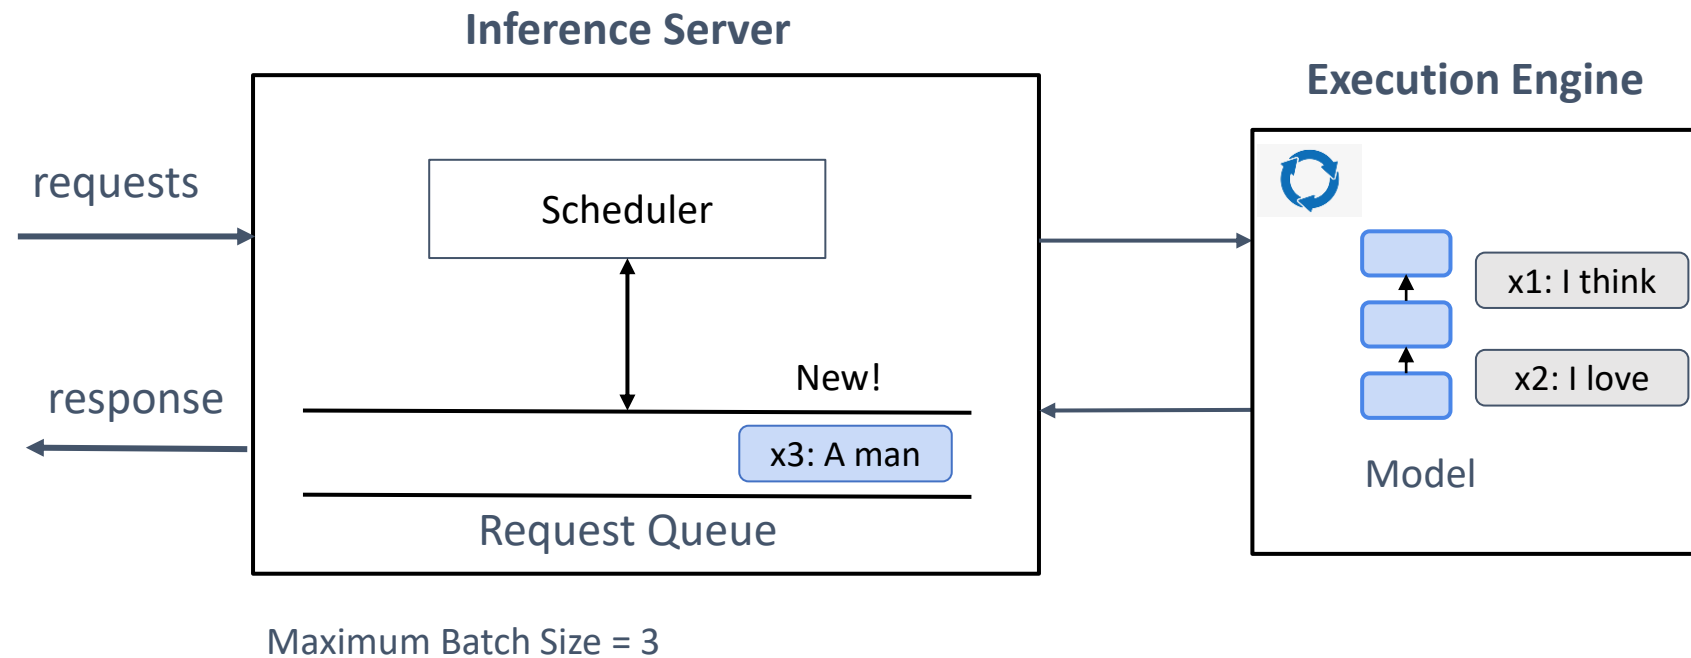 Inference Server
Execution Engine
requests
Scheduler
x1: I think
New!
x2: I love
response
x3: A man
Model
Request Queue
Maximum Batch Size = 3